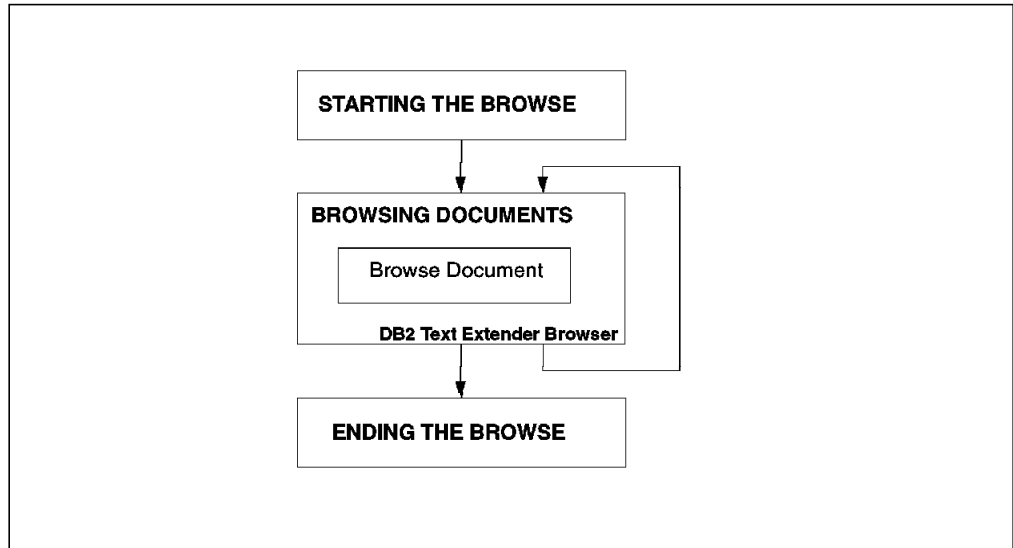 STARTING THE BROWSE
BROWSING DOCUMENTS
Browse Document
DB2 Text Extender Browser
ENDING THE BROWSE